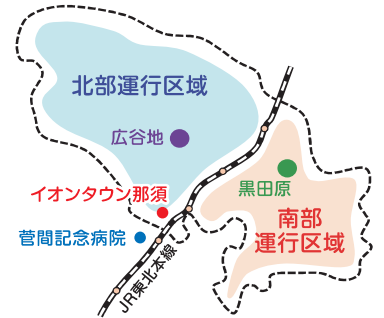 北部運行区域
広谷地
イオンタウン那須
菅間記念病院
黒田原
南部
運行区域
JR東北本線